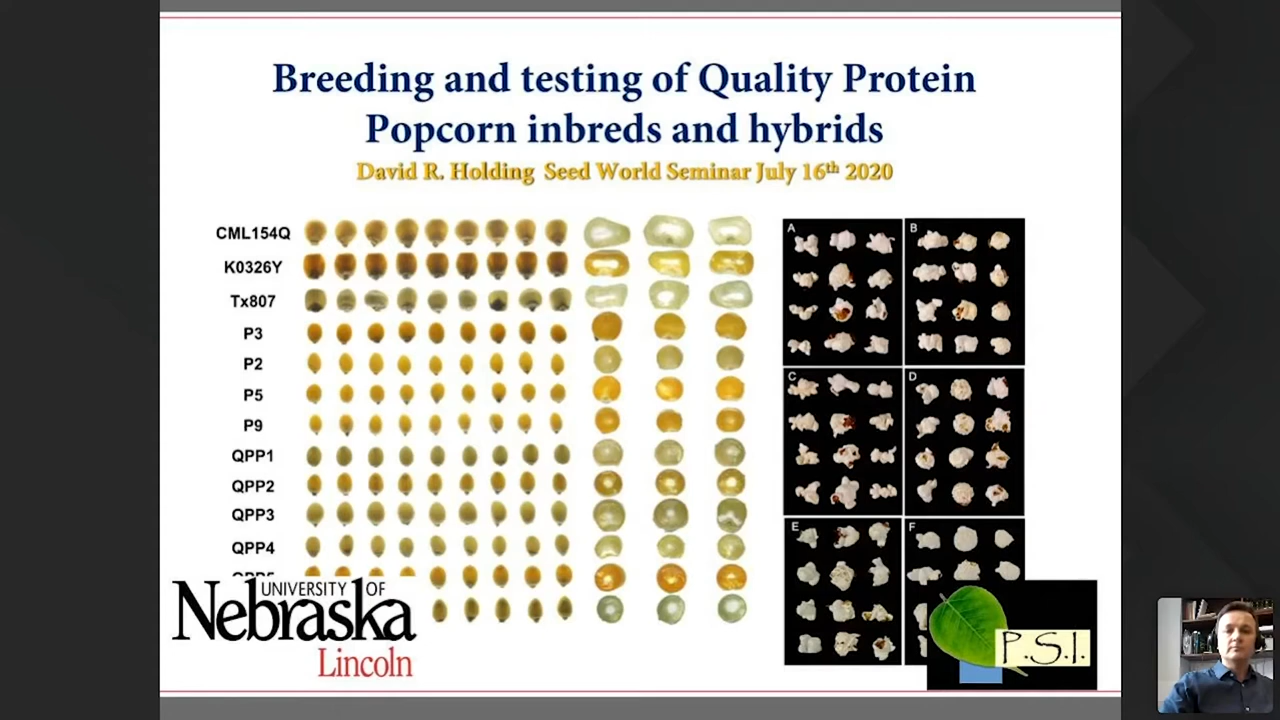 Breeding and testing of Quality Protein
Popcorn inbreds and hybrids
David R. Holding Seed World Seminar July 16th 2020
CML154Q
K0326Y
Tx807
P3
P2
P5
P9
QPP1
QPP2
QPP3
QPP4
A
B
C
D
E
F
UNIVERSITY OF
Nebraska
Lincoln
P.S.I.